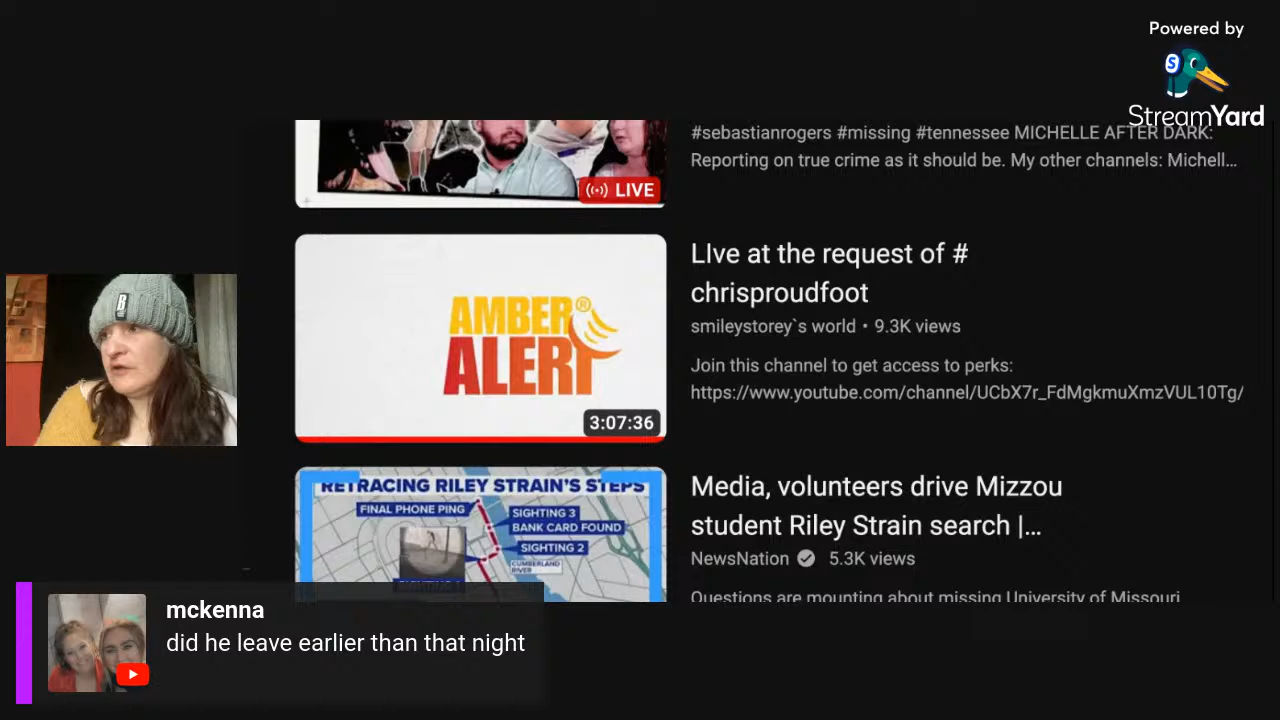 Powered by
StreamYard
#sebastianrogers #missing #tennessee MICHELLE AFTER DARK:
Reporting on true crime as it should be. My other channels: Michell...
LIVE
LIve at the request of #
chrisproudfoot
smileystorey`s world • 9.3K views
Join this channel to get access to perks:
https://www.youtube.com/channel/UCbX7r_FdMgkmuXmzVUL10Tg/
AMBER®
ALERT
3:07:36
B
Media, volunteers drive Mizzou
student Riley Strain search |...
NewsNation 5.3K views
Questions are mounting about missing University of Missouri
RETRACING RILEY STRAIN'S STEPS
FINAL PHONE PING
SIGHTING 3
BANK CARD FOUND
SIGHTING 2
CUMBERLAND
RIVER
mckenna
did he leave earlier than that night